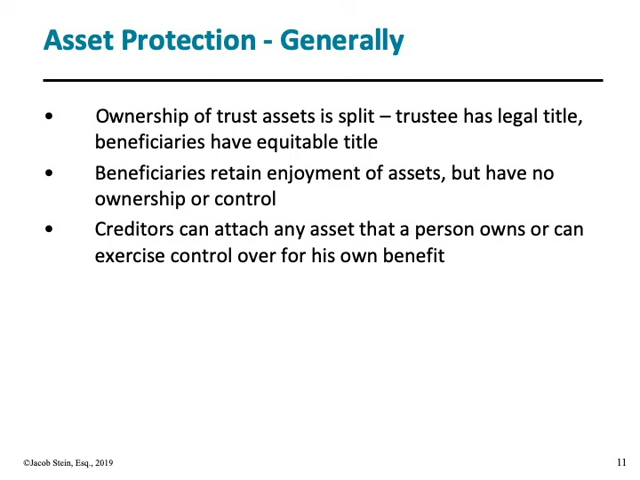 Asset Protection - Generally
• Ownership of trust assets is split – trustee has legal title,
beneficiaries have equitable title
• Beneficiaries retain enjoyment of assets, but have no
ownership or control
• Creditors can attach any asset that a person owns or can
exercise control over for his own benefit
©Jacob Stein, Esq., 2019
11